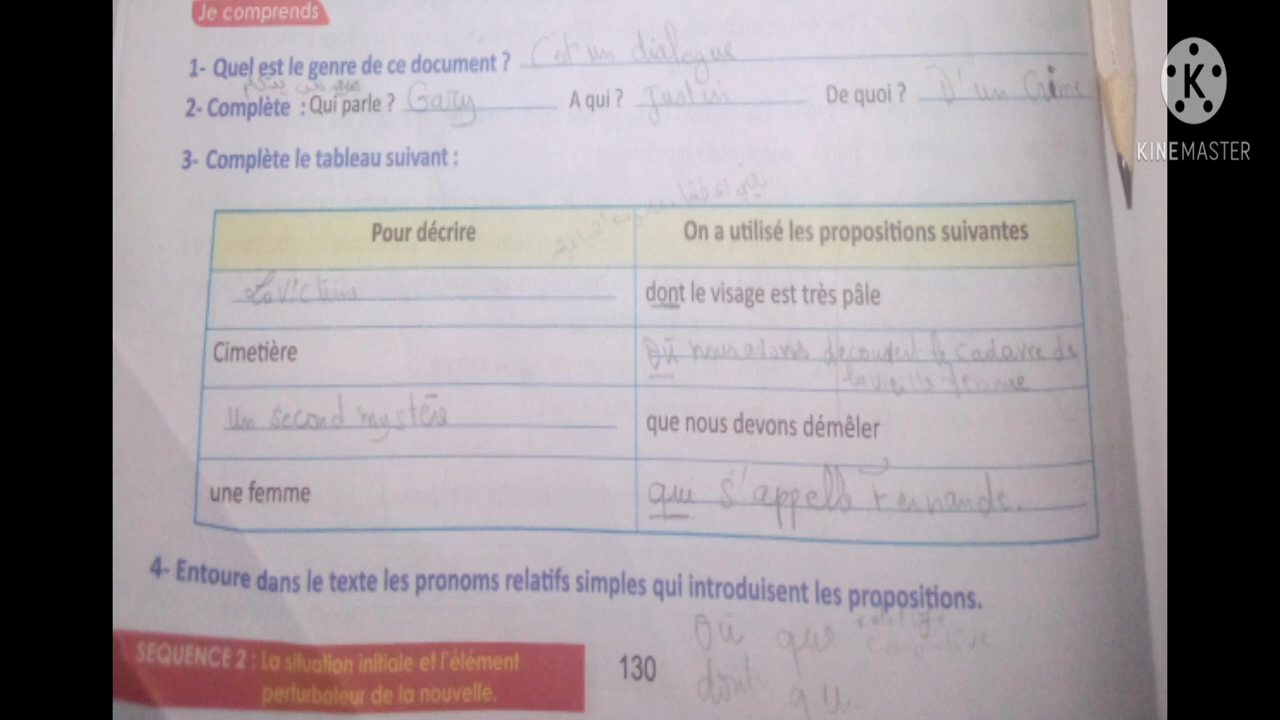 Je comprends
1- Quel est le genre de ce document ? C'est un dialogue
2- Complète : Qui parle ? Gary A qui ? Justin De quoi ? D'un Crime
3- Complète le tableau suivant :
Pour décrire On a utilisé les propositions suivantes
La victime dont le visage est très pâle
Cimetière Où nous avons découvert le cadavre de
la vieille femme
Un second mystère que nous devons démêler
une femme qui s'appelle Fernande.
4- Entoure dans le texte les pronoms relatifs simples qui introduisent les propositions.
Où que
dont qui
SEQUENCE 2 : La situation initiale et l'élément
perturbateur de la nouvelle.
130
K
KINEMASTER